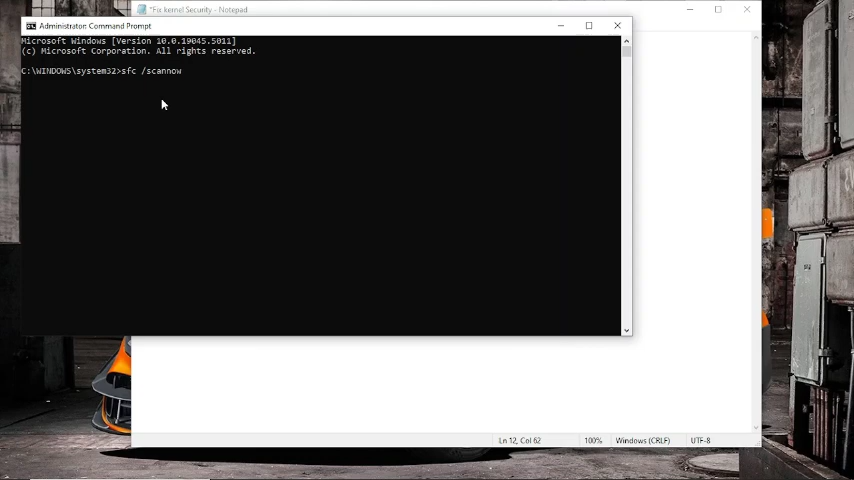 *Fix kernel Security - Notepad
Administrator: Command Prompt
Microsoft Windows [Version 10.0.19045.5011]
(c) Microsoft Corporation. All rights reserved.
C:\WINDOWS\system32>sfc /scannow
Ln 12, Col 62 100% Windows (CRLF) UTF-8